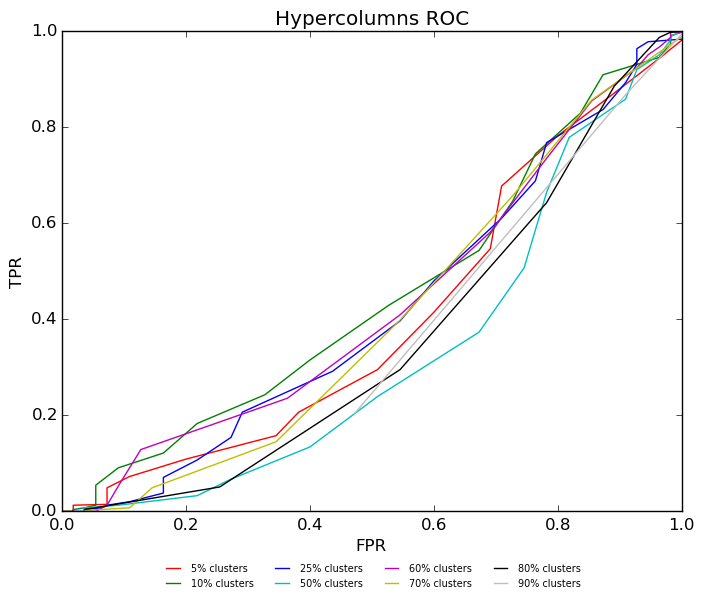 Hypercolumns ROC
1.0
0.8
0.6
0.4
0.2
0.0
TPR
0.0 0.2 0.4 0.6 0.8 1.0
FPR
5% clusters 25% clusters 60% clusters 80% clusters
10% clusters 50% clusters 70% clusters 90% clusters